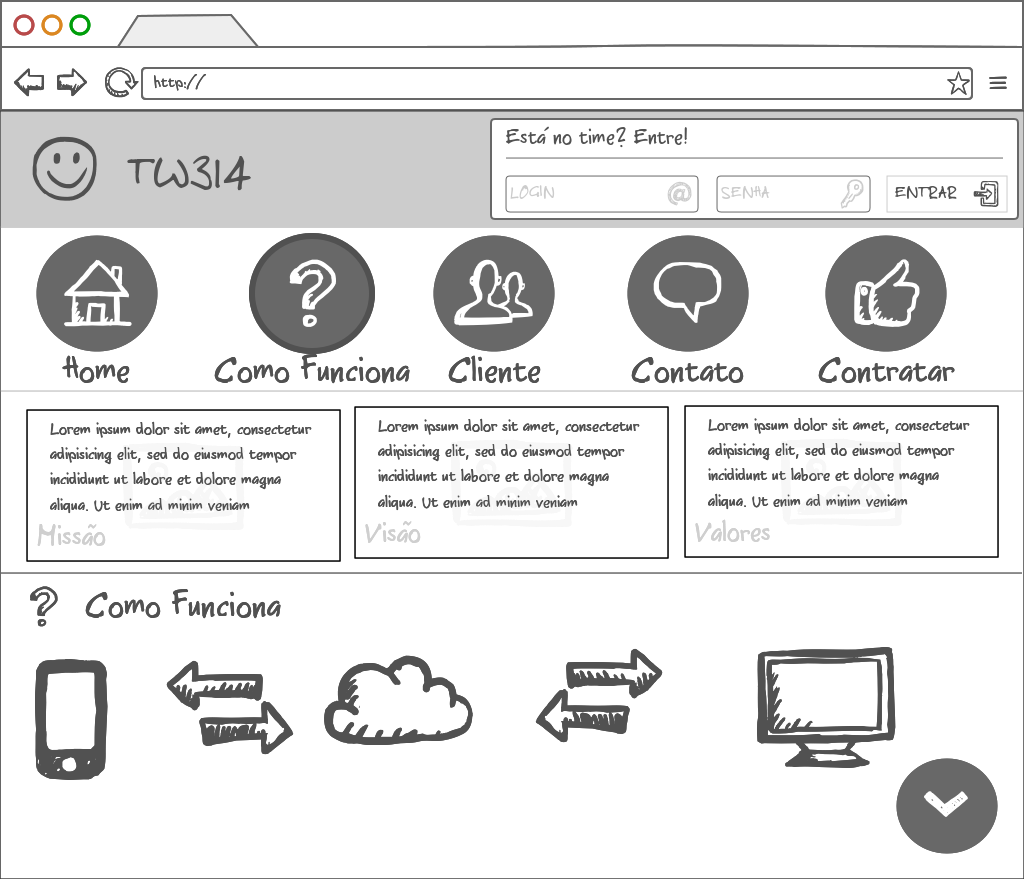 http://
TW314
Está no time? Entre!
LOGIN
@
SENHA
ENTRAR
?
Home
Como Funciona
Cliente
Contato
Contratar
Lorem ipsum dolor sit amet, consectetur
adipisicing elit, sed do eiusmod tempor
incididunt ut labore et dolore magna
aliqua. Ut enim ad minim veniam
Missão
Lorem ipsum dolor sit amet, consectetur
adipisicing elit, sed do eiusmod tempor
incididunt ut labore et dolore magna
aliqua. Ut enim ad minim veniam
Visão
Lorem ipsum dolor sit amet, consectetur
adipisicing elit, sed do eiusmod tempor
incididunt ut labore et dolore magna
aliqua. Ut enim ad minim veniam
Valores
? Como Funciona